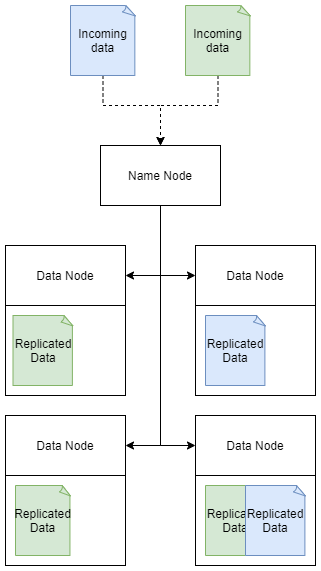 Incoming
data
Incoming
data
Name Node
Data Node
Data Node
Replicated
Data
Replicated
Data
Data Node
Data Node
Replicated
Data
Replica
Data
Replicated
Data